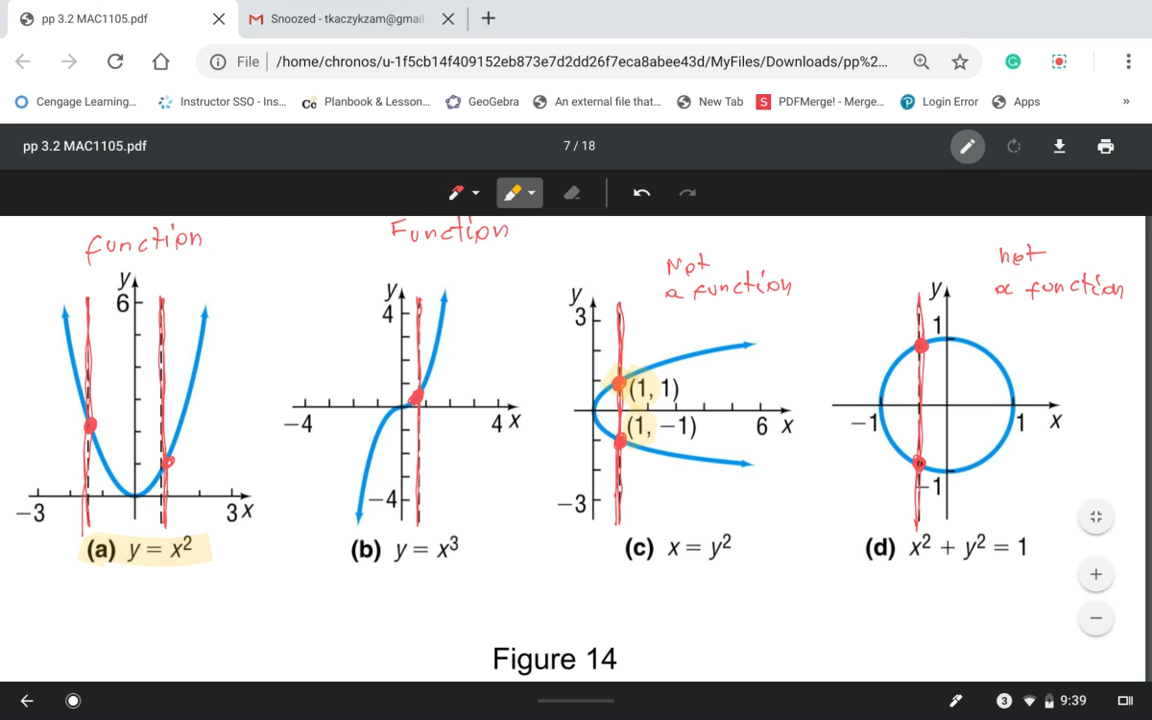 pp 3.2 MAC1105.pdf
Snoozed - tkaczykzam@gmail
File
/home/chronos/u-1f5cb14f409152eb873e7d2dd26f7eca8abee43d/MyFiles/Downloads/pp%2...
Cengage Learning...
Instructor SSO - Ins...
Cc Planbook & Lesson...
GeoGebra
An external file that...
New Tab
S PDFMerge! - Merge...
Login Error
Apps
»
pp 3.2 MAC1105.pdf
7 / 18
function
Function
Not
a function
not
a function
y
6
−3
3 x
(a) y = x²
y
4
−4
4 x
−4
(b) y = x³
y
3
(1, 1)
(1, −1)
6 x
−3
(c) x = y²
y
1
−1
1 x
−1
(d) x² + y² = 1
Figure 14
3
9:39